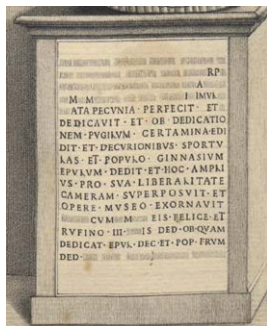 RP
A
M M I IMVL
ATA PECVNIA · PERFECIT · ET
DEDICAVIT · ET · OB · DEDICATIO
NEM · PVGILVM · CERTAMINA · EDI
DIT · ET · DECVRIONIBVS · SPORTV
LAS · ET · POPVLO · GINNASIVM
EPVLVM · DEDIT · ET · HOC · AMPLI
VS · PRO · SVA · LIBERALITATE
CAMERAM · SVPERPOSVIT · ET
OPERE · MVSEO · EXORNAVIT
CVM M EIS · FELICE · ET
RVFINO · III IS DED · OB · QVAM
DEDICAT · EPVL · DEC · ET · POP · FRVM
DED ·